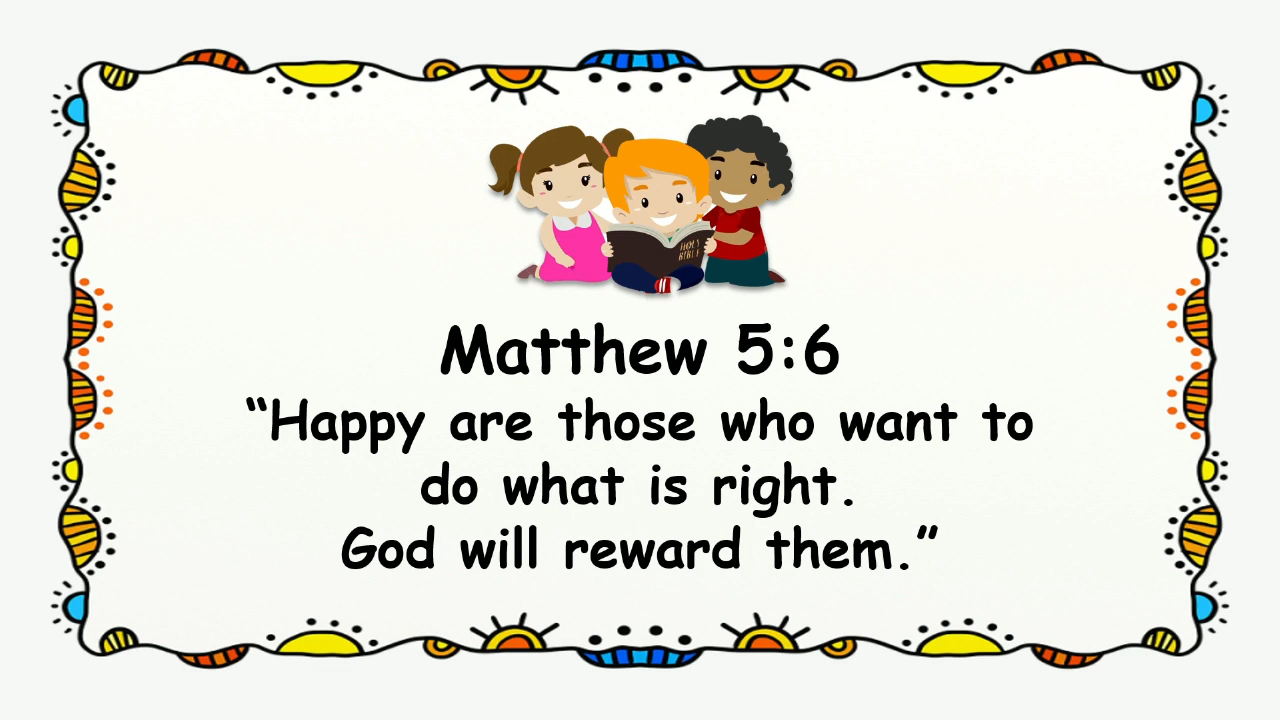 HOLY
BIBLE
Matthew 5:6
“Happy are those who want to
do what is right.
God will reward them.”